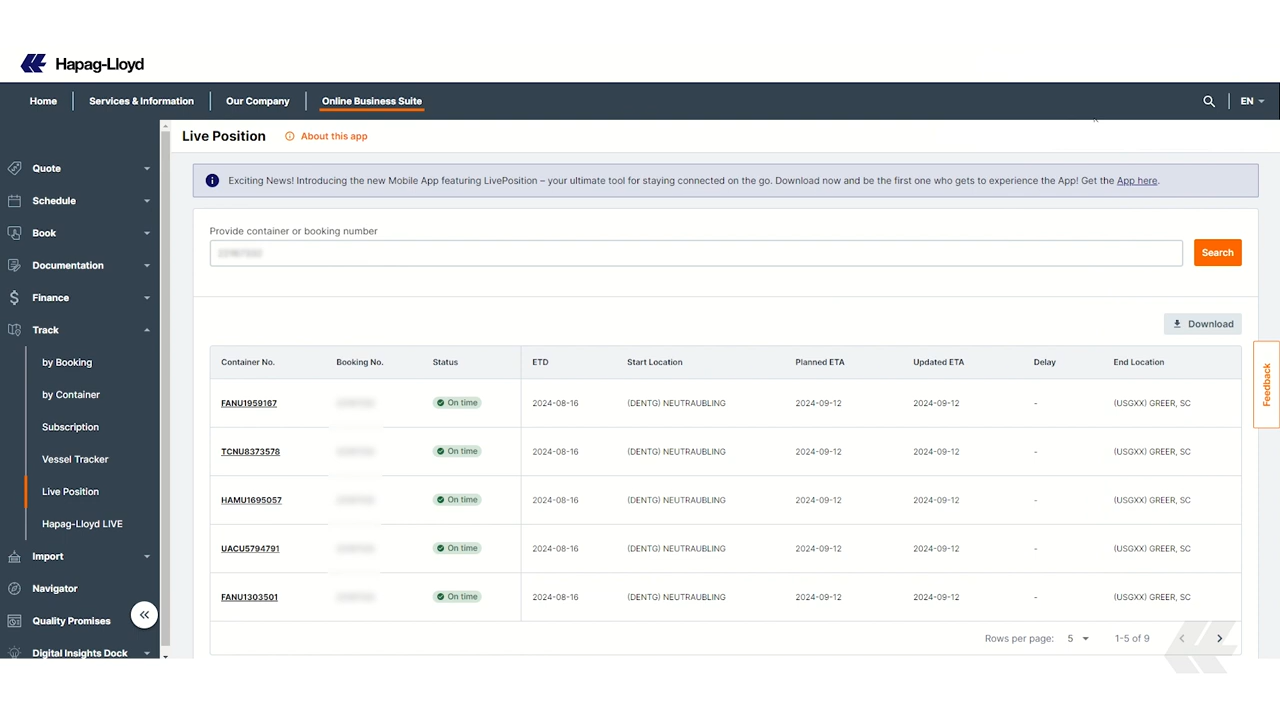 Hapag-Lloyd
Home Services & Information Our Company Online Business Suite EN
Live Position About this app
Quote
Schedule
Book
Documentation
Finance
Track
by Booking
by Container
Subscription
Vessel Tracker
Live Position
Hapag-Lloyd LIVE
Import
Navigator
Quality Promises
Digital Insights Dock
Exciting News! Introducing the new Mobile App featuring LivePosition – your ultimate tool for staying connected on the go. Download now and be the first one who gets to experience the App! Get the App here.
Provide container or booking number
Search
Download
Container No. Booking No. Status ETD Start Location Planned ETA Updated ETA Delay End Location
FANU1959167 On time 2024-08-16 (DENTG) NEUTRAUBLING 2024-09-12 2024-09-12 - (USGXX) GREER, SC
TCNU8373578 On time 2024-08-16 (DENTG) NEUTRAUBLING 2024-09-12 2024-09-12 - (USGXX) GREER, SC
HAMU1695057 On time 2024-08-16 (DENTG) NEUTRAUBLING 2024-09-12 2024-09-12 - (USGXX) GREER, SC
UACU5794791 On time 2024-08-16 (DENTG) NEUTRAUBLING 2024-09-12 2024-09-12 - (USGXX) GREER, SC
FANU1303501 On time 2024-08-16 (DENTG) NEUTRAUBLING 2024-09-12 2024-09-12 - (USGXX) GREER, SC
Rows per page: 5 1-5 of 9
Feedback